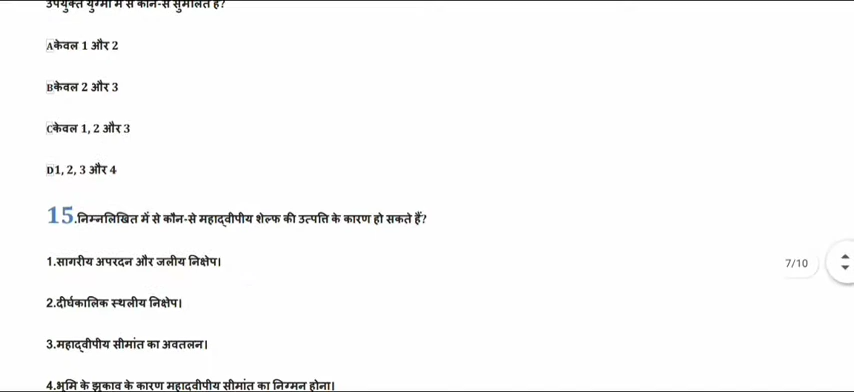 उपर्युक्त युग्मों में से कौन-से सुमेलित हैं?
Aकेवल 1 और 2
Bकेवल 2 और 3
Cकेवल 1, 2 और 3
D1, 2, 3 और 4
15.निम्नलिखित में से कौन-से महाद्वीपीय शेल्फ की उत्पत्ति के कारण हो सकते हैं?
1.सागरीय अपरदन और जलीय निक्षेप।
7/10
2.दीर्घकालिक स्थलीय निक्षेप।
3.महाद्वीपीय सीमांत का अवतलन।
4.भूमि के झुकाव के कारण महाद्वीपीय सीमांत का निग्मन होना।